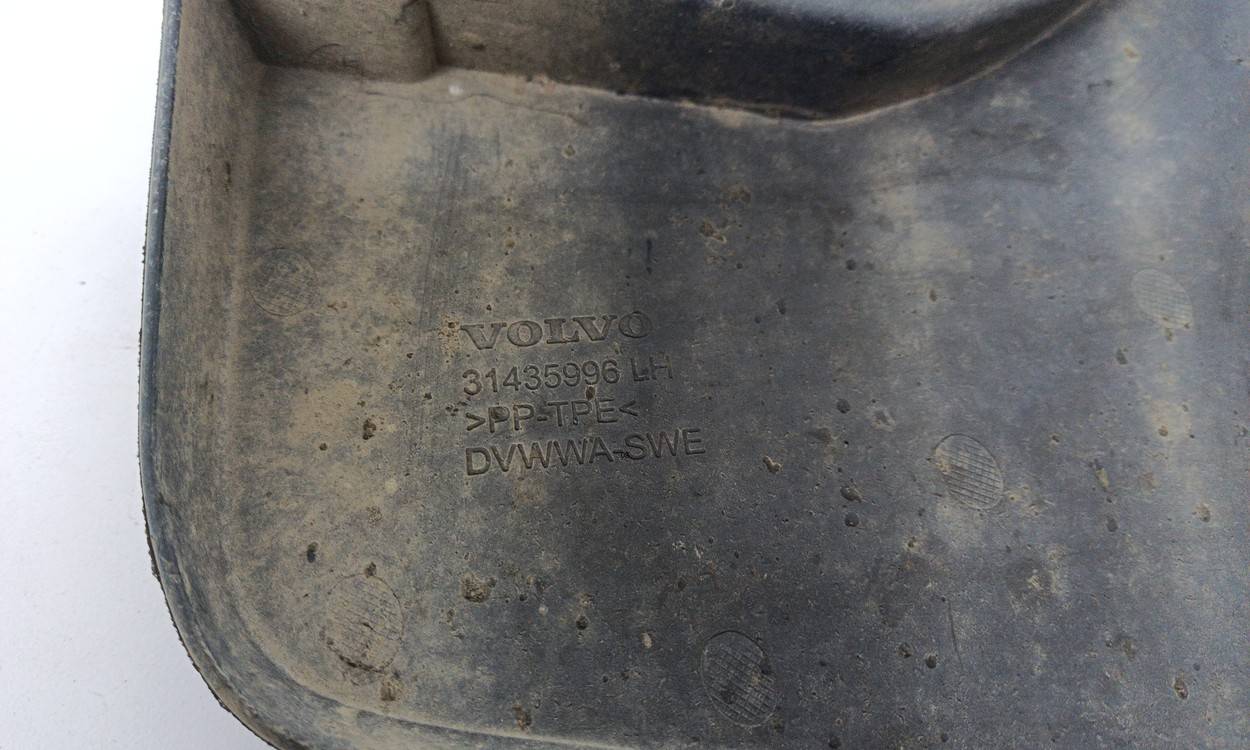 VOLVO
31435996 LH
>PP-TPE<
DVWWA-SWE